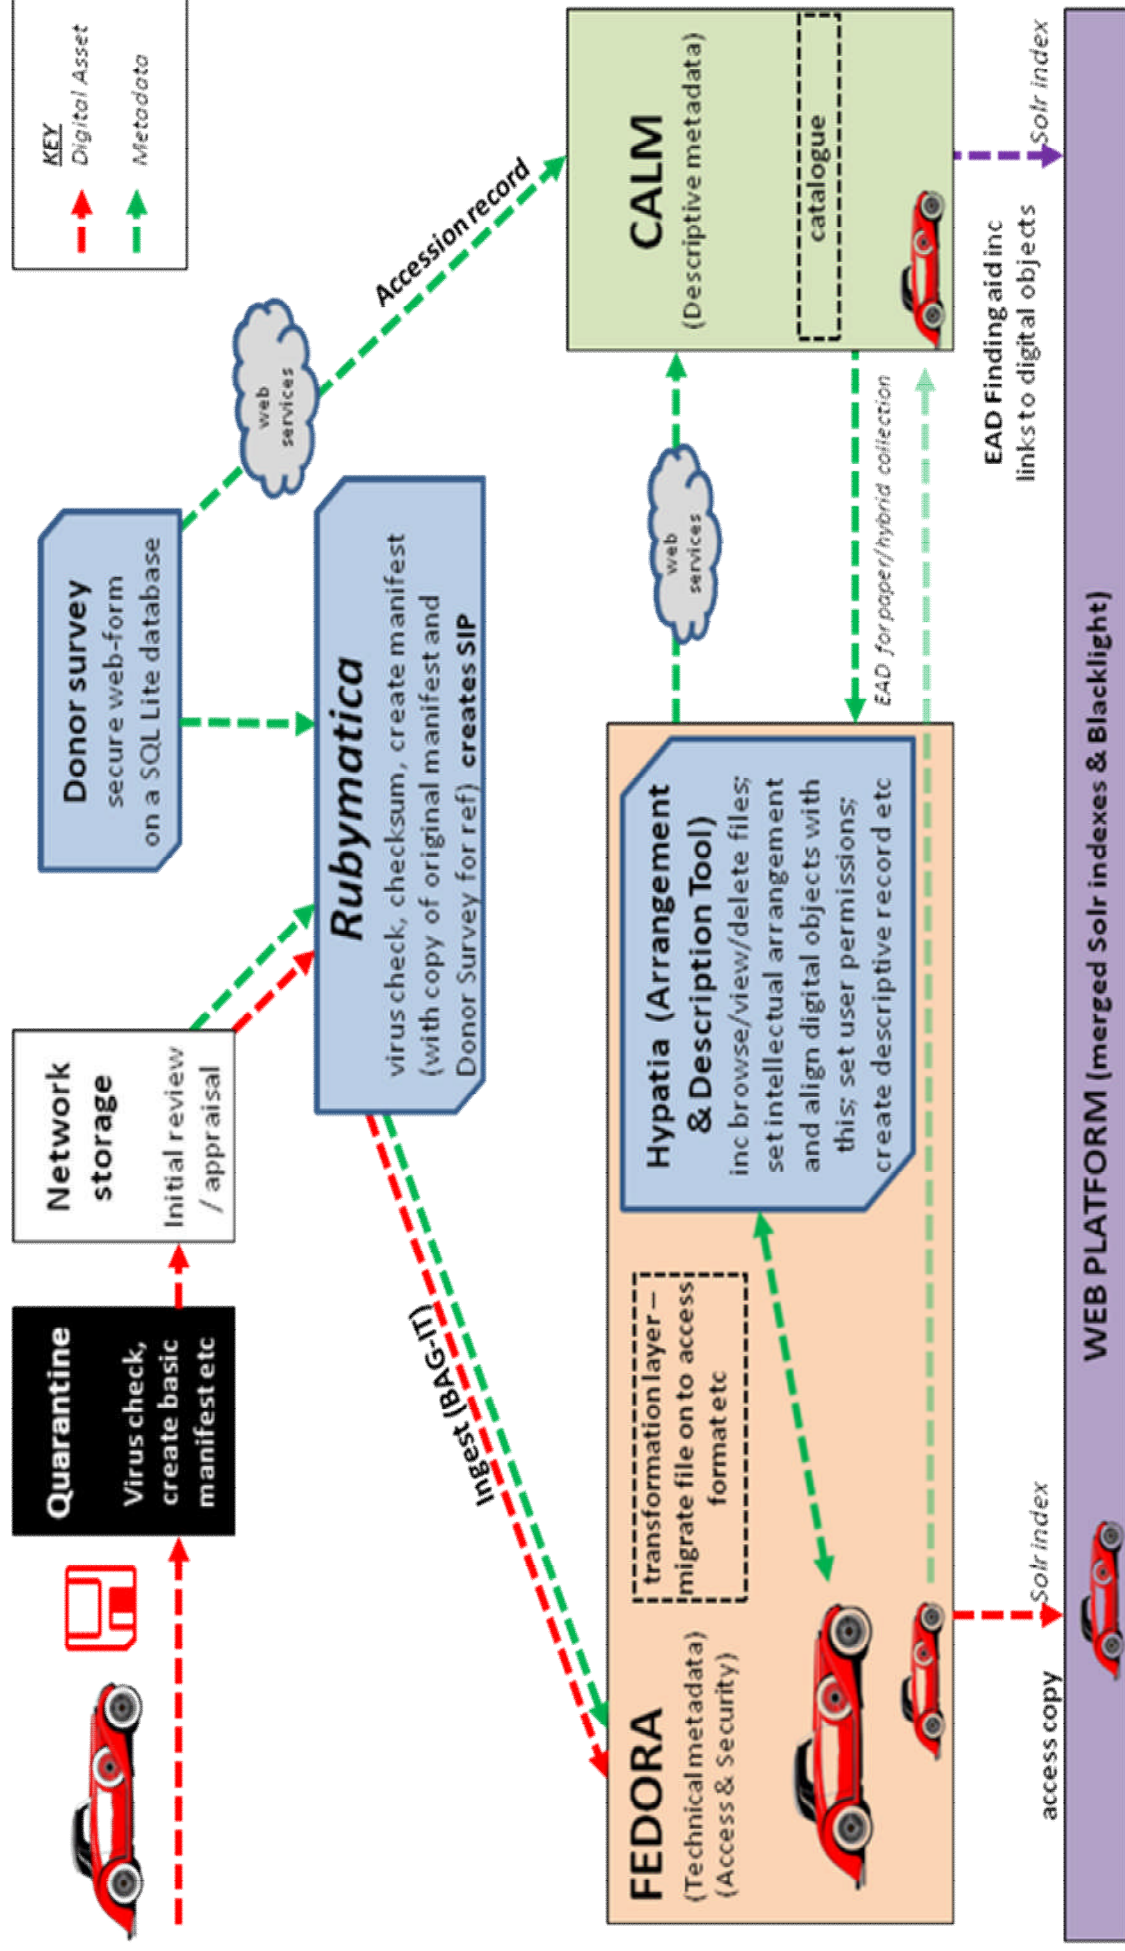 KEY
Digital Asset
Metadata
Quarantine
Virus check,
create basic
manifest etc
Network
storage
Initial review
/ appraisal
Donor survey
secure web-form
on a SQL Lite database
web
services
Accession record
Rubymatica
virus check, checksum, create manifest
(with copy of original manifest and
Donor Survey for ref) creates SIP
Ingest (BAG-IT)
FEDORA
(Technical metadata)
(Access & Security)
transformation layer –
migrate file on to access
format etc
Hypatia (Arrangement
& Description Tool)
inc browse/view/delete files;
set intellectual arrangement
and align digital objects with
this; set user permissions;
create descriptive record etc
web
services
EAD for paper/hybrid collection
CALM
(Descriptive metadata)
catalogue
access copy
Solr index
EAD Finding aid inc
links to digital objects
Solr index
WEB PLATFORM (merged Solr indexes & Blacklight)